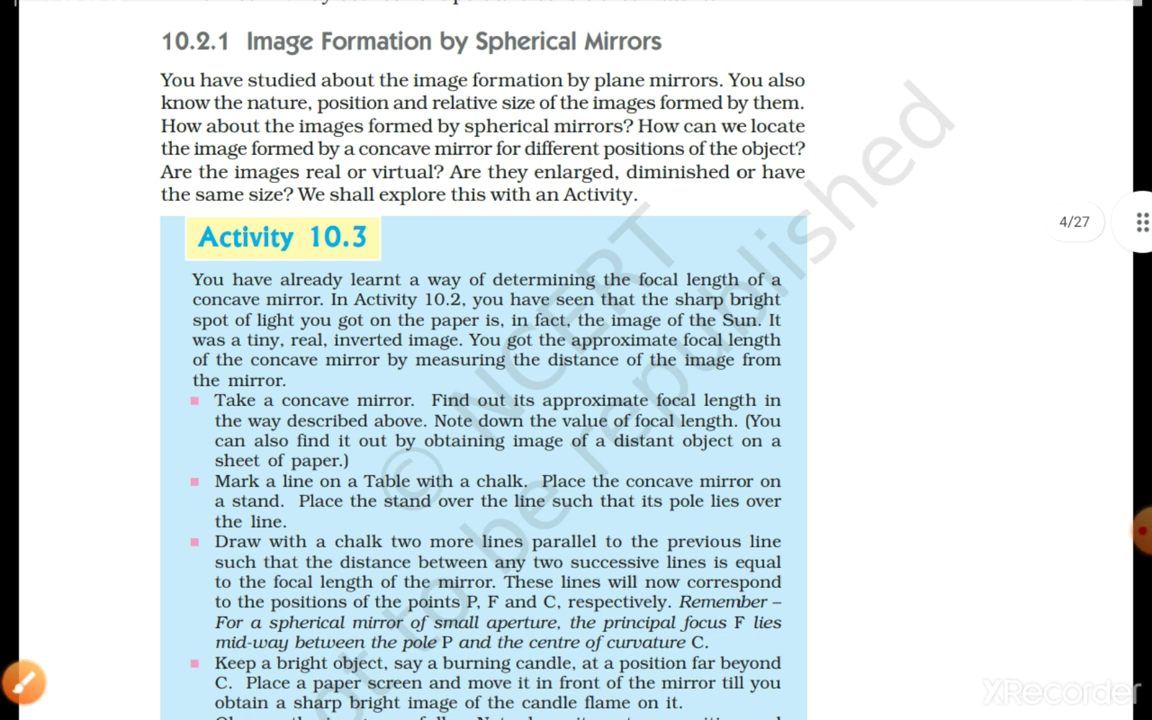 10.2.1 Image Formation by Spherical Mirrors
You have studied about the image formation by plane mirrors. You also
know the nature, position and relative size of the images formed by them.
How about the images formed by spherical mirrors? How can we locate
the image formed by a concave mirror for different positions of the object?
Are the images real or virtual? Are they enlarged, diminished or have
the same size? We shall explore this with an Activity.
4/27
Activity 10.3
You have already learnt a way of determining the focal length of a
concave mirror. In Activity 10.2, you have seen that the sharp bright
spot of light you got on the paper is, in fact, the image of the Sun. It
was a tiny, real, inverted image. You got the approximate focal length
of the concave mirror by measuring the distance of the image from
the mirror.
Take a concave mirror. Find out its approximate focal length in
the way described above. Note down the value of focal length. (You
can also find it out by obtaining image of a distant object on a
sheet of paper.)
Mark a line on a Table with a chalk. Place the concave mirror on
a stand. Place the stand over the line such that its pole lies over
the line.
Draw with a chalk two more lines parallel to the previous line
such that the distance between any two successive lines is equal
to the focal length of the mirror. These lines will now correspond
to the positions of the points P, F and C, respectively. Remember –
For a spherical mirror of small aperture, the principal focus F lies
mid-way between the pole P and the centre of curvature C.
Keep a bright object, say a burning candle, at a position far beyond
C. Place a paper screen and move it in front of the mirror till you
obtain a sharp bright image of the candle flame on it.
© NCERT
not to be republished
XRecorder